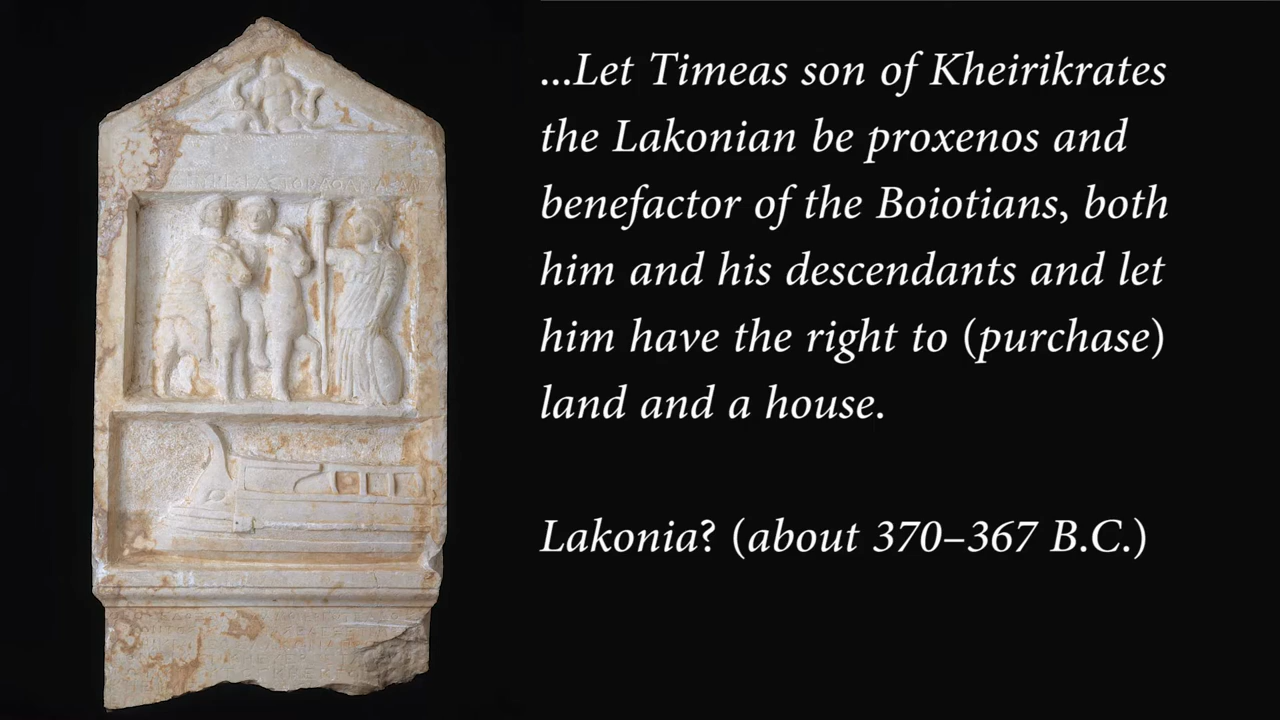 ...Let Timeas son of Kheirikrates
the Lakonian be proxenos and
benefactor of the Boiotians, both
him and his descendants and let
him have the right to (purchase)
land and a house.
Lakonia? (about 370–367 B.C.)